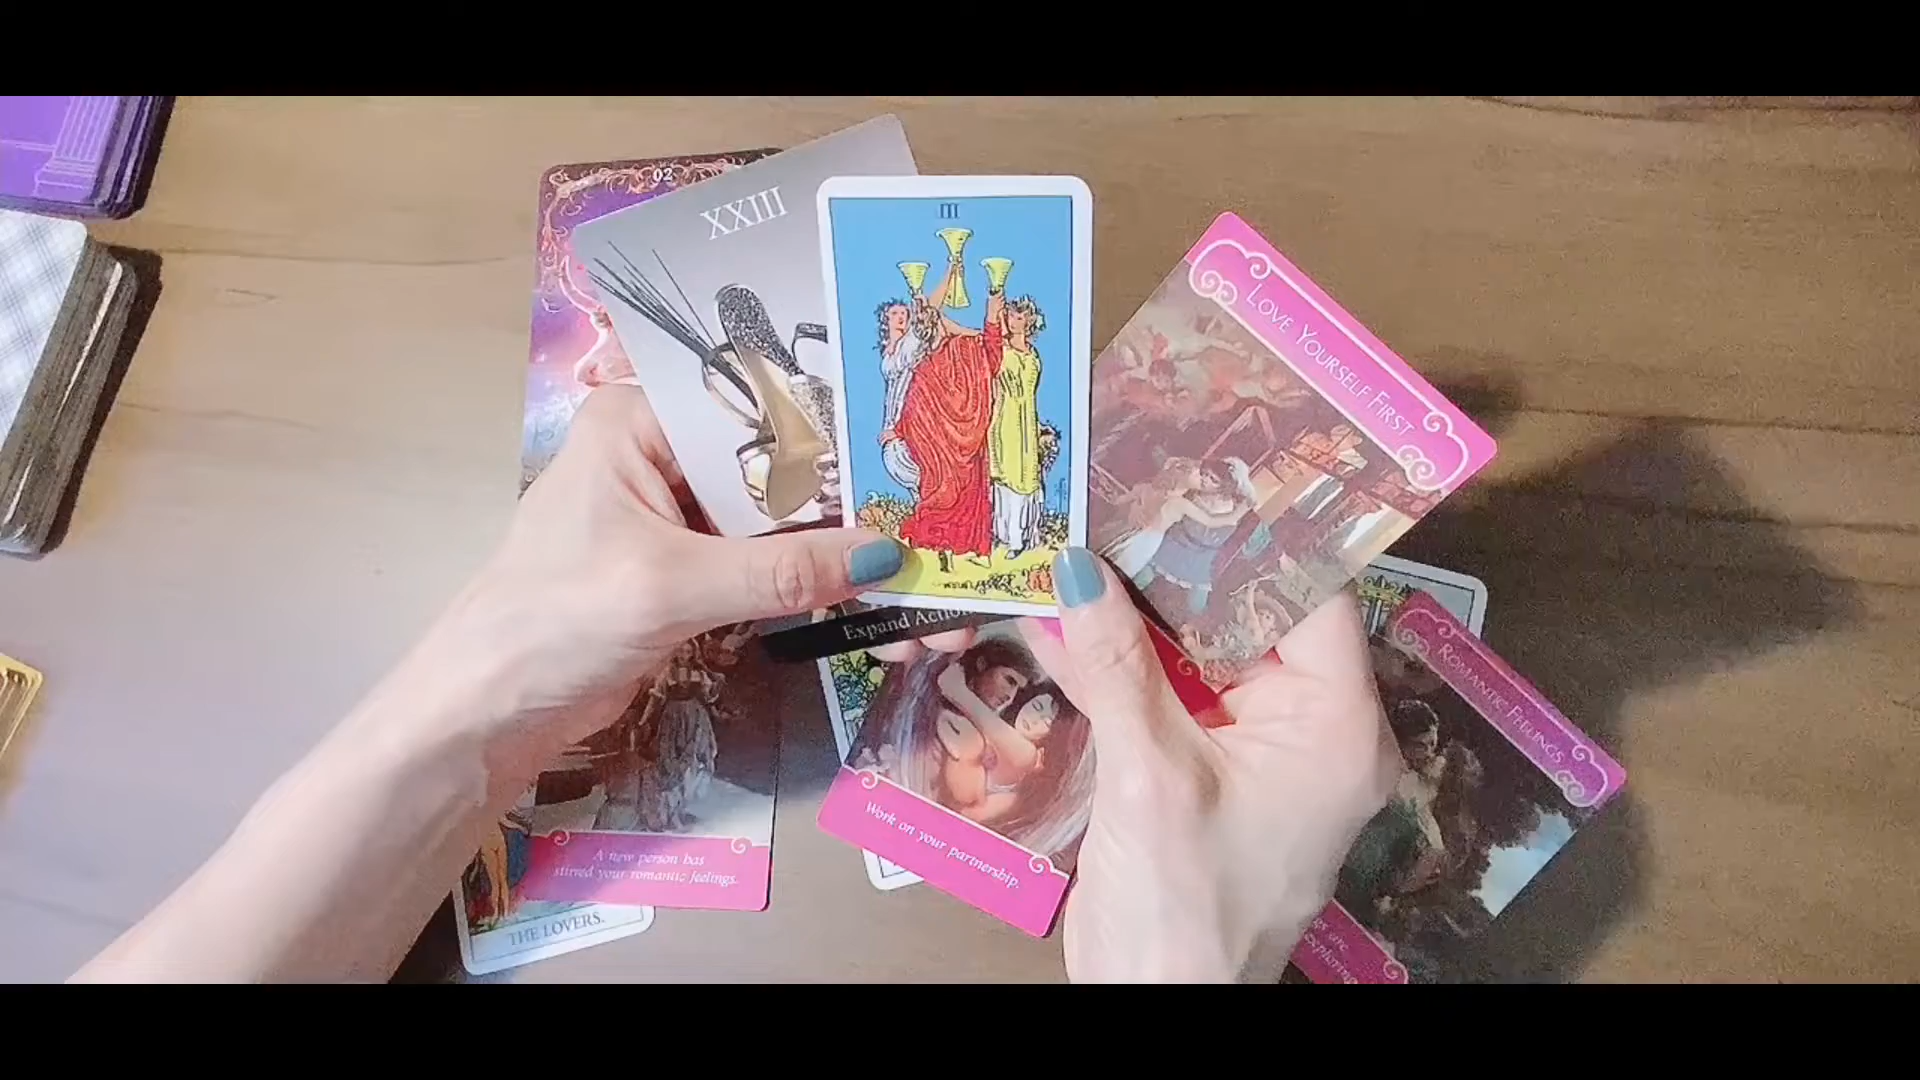 02
XXIII
III
LOVE YOURSELF FIRST
Expand Action
ROMANTIC FEELINGS
Work on your partnership.
A new person has
stirred your romantic feelings.
THE LOVERS.
exploring